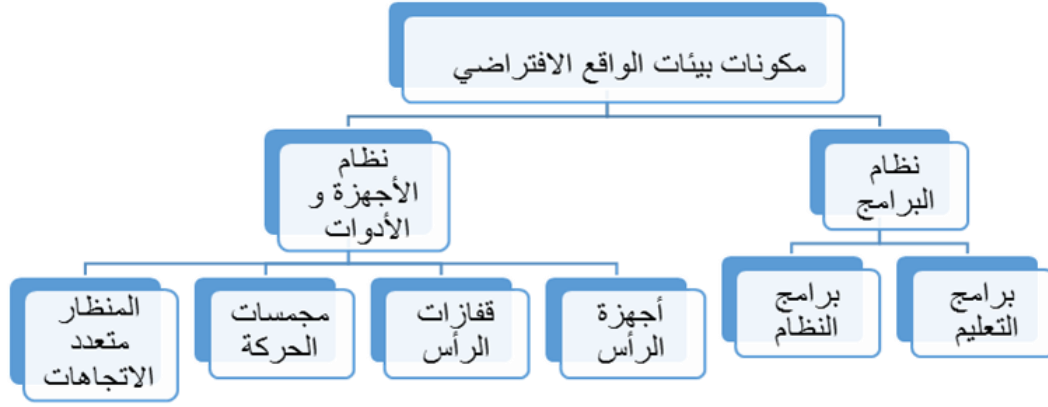 مكونات بيئات الواقع الافتراضي
نظام
البرامج
نظام
الأجهزة و
الأدوات
برامج
التعليم
برامج
النظام
أجهزة
الرأس
قفازات
الرأس
مجمسات
الحركة
المنظار
متعدد
الاتجاهات